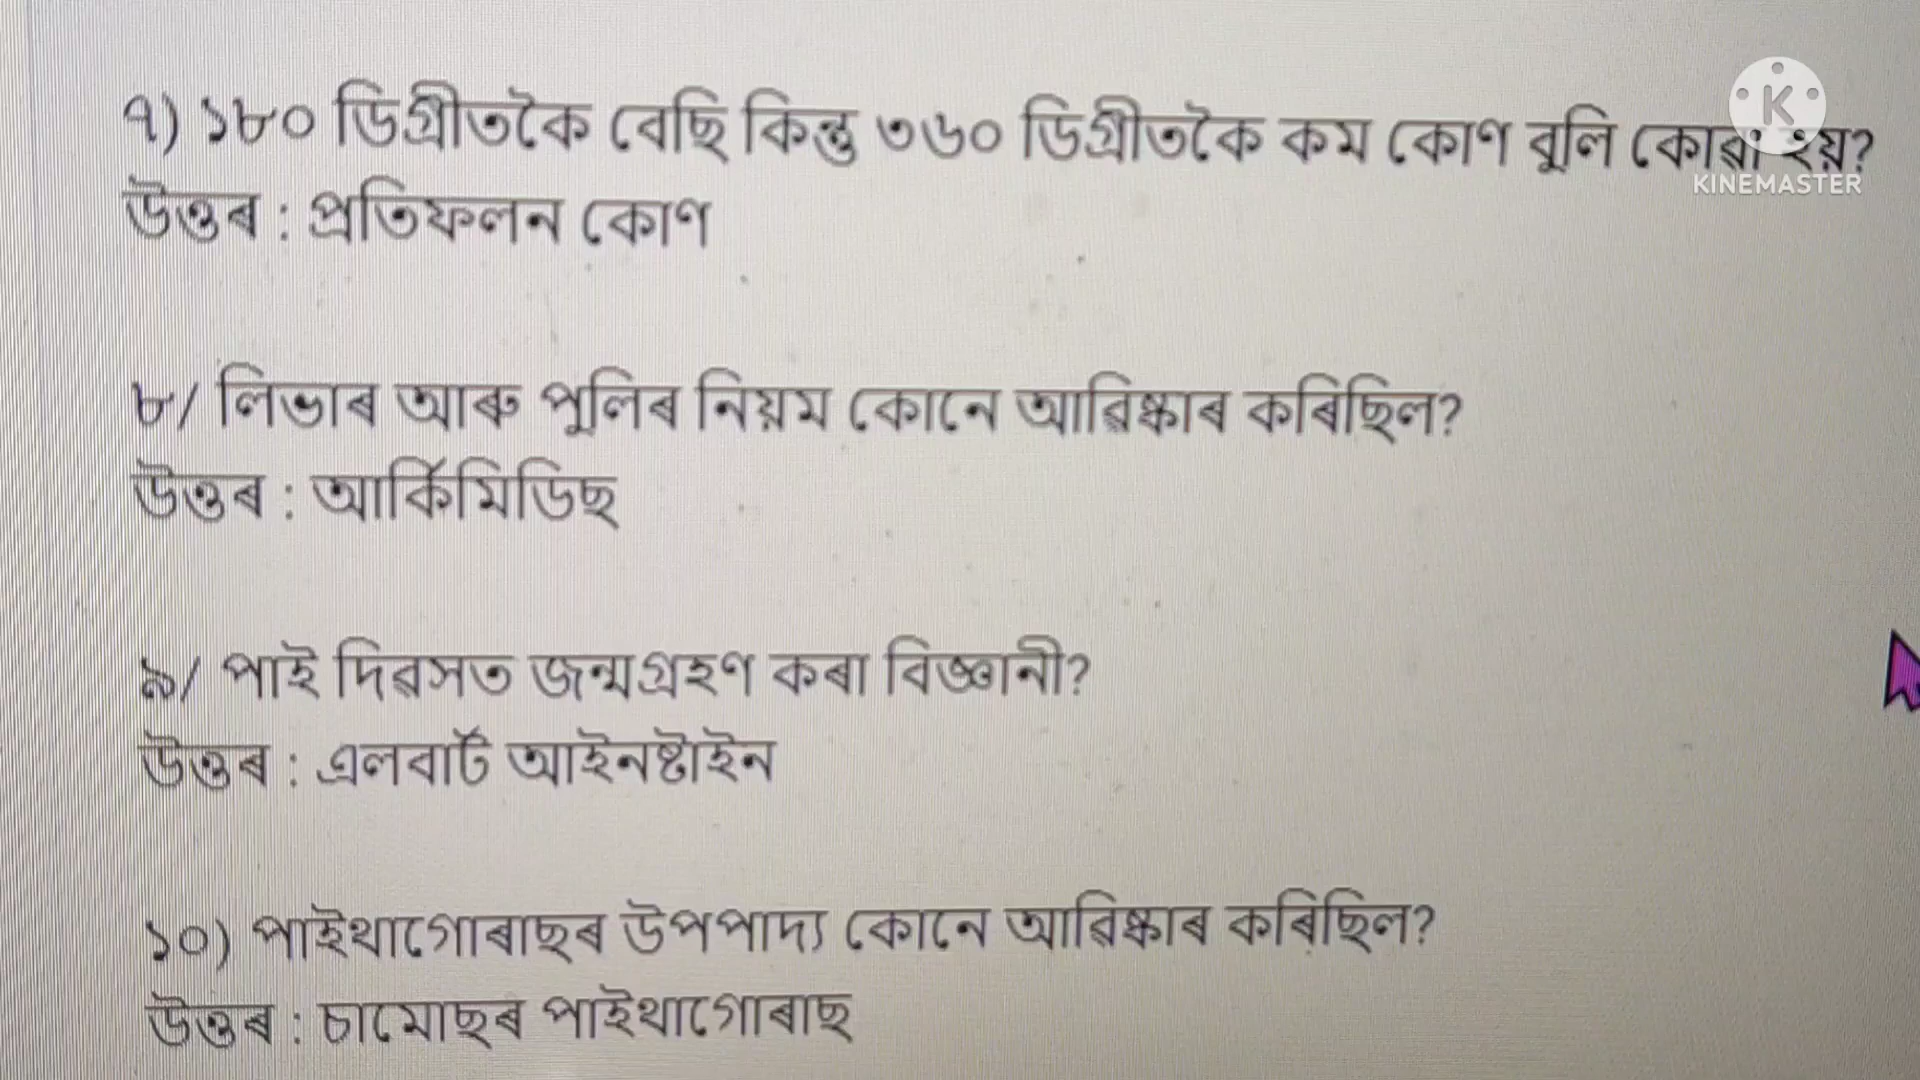 ৭) ১৮০ ডিগ্ৰীতকৈ বেছি কিন্তু ৩৬০ ডিগ্ৰীতকৈ কম কোণ বুলি কোৱা হয়?
KINEMASTER
উত্তৰ : প্ৰতিফলন কোণ
৮/ লিভাৰ আৰু পুলিৰ নিয়ম কোনে আৱিষ্কাৰ কৰিছিল?
উত্তৰ : আৰ্কিমিডিছ
৯/ পাই দিৱসত জন্মগ্ৰহণ কৰা বিজ্ঞানী?
উত্তৰ : এলবাৰ্ট আইনষ্টাইন
১০) পাইথাগোৰাছৰ উপপাদ্য কোনে আৱিষ্কাৰ কৰিছিল?
উত্তৰ : চামোছৰ পাইথাগোৰাছ